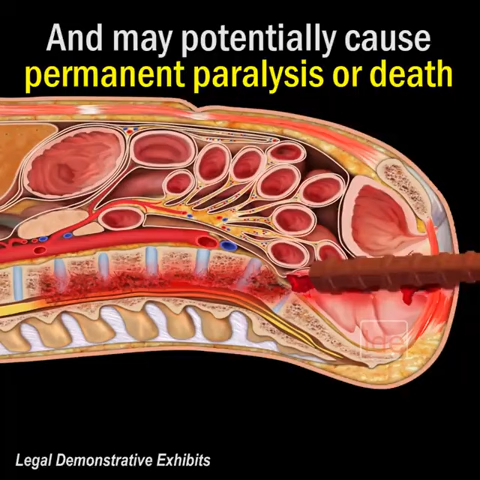 And may potentially cause
permanent paralysis or death
Legal Demonstrative Exhibits